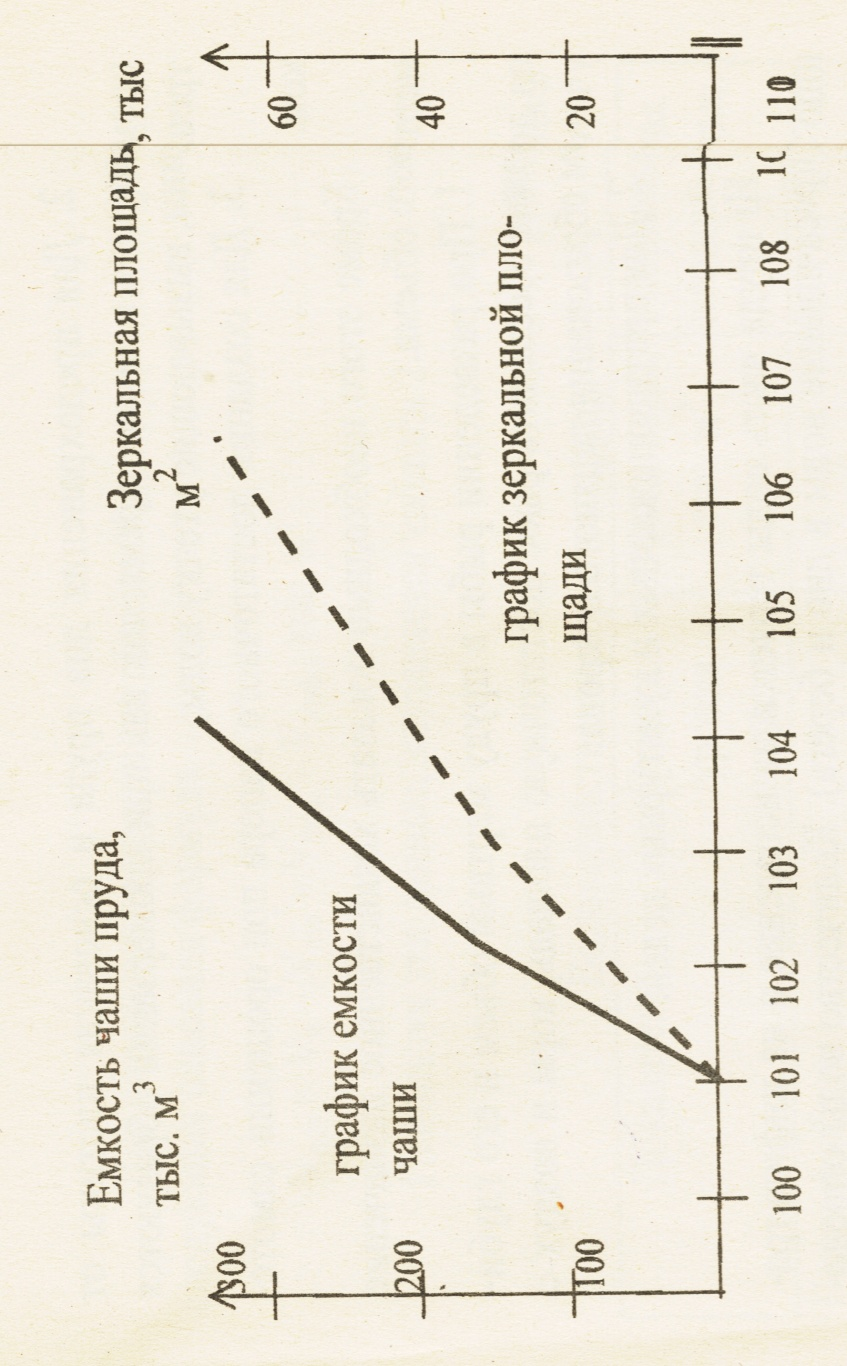 Емкость чаши пруда,
тыс. м³
Зеркальная площадь, тыс
м²
график емкости
чаши
график зеркальной пло-
щади
300
200
100
60
40
20
100 101 102 103 104 105 106 107 108 10 110